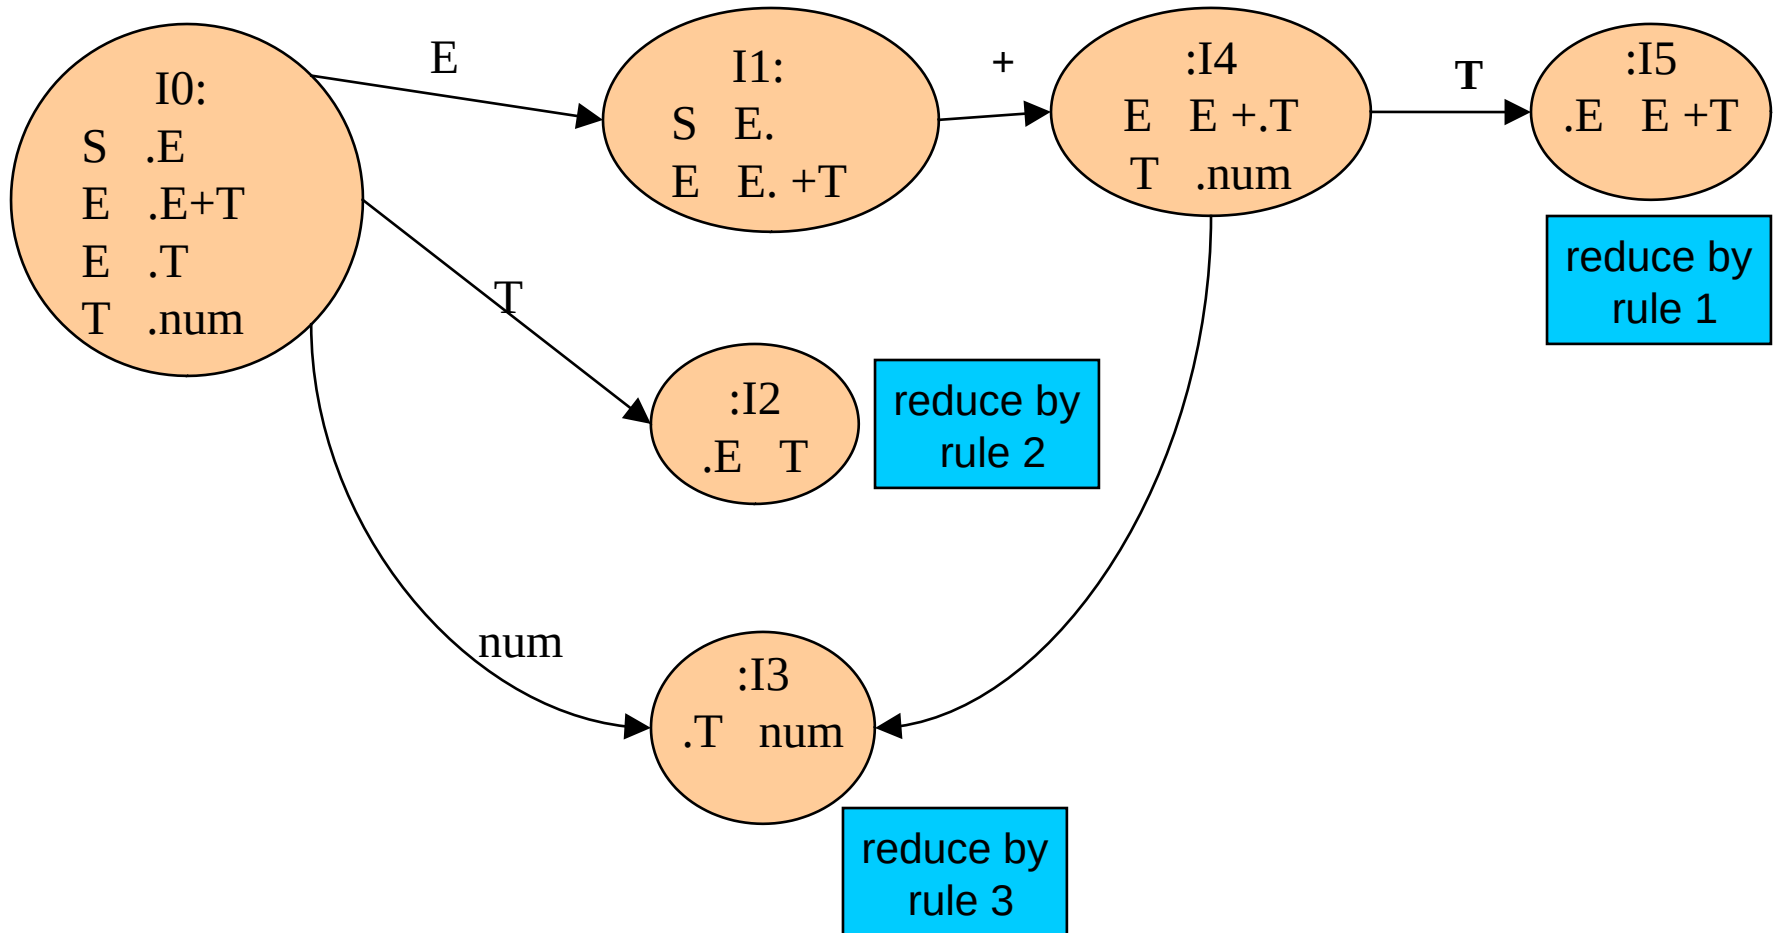 I0:
S .E
E .E+T
E .T
T .num
E
I1:
S E.
E E. +T
+
:I4
E E +.T
T .num
T
:I5
.E E +T
reduce by
rule 1
T
:I2
.E T
reduce by
rule 2
num
:I3
.T num
reduce by
rule 3